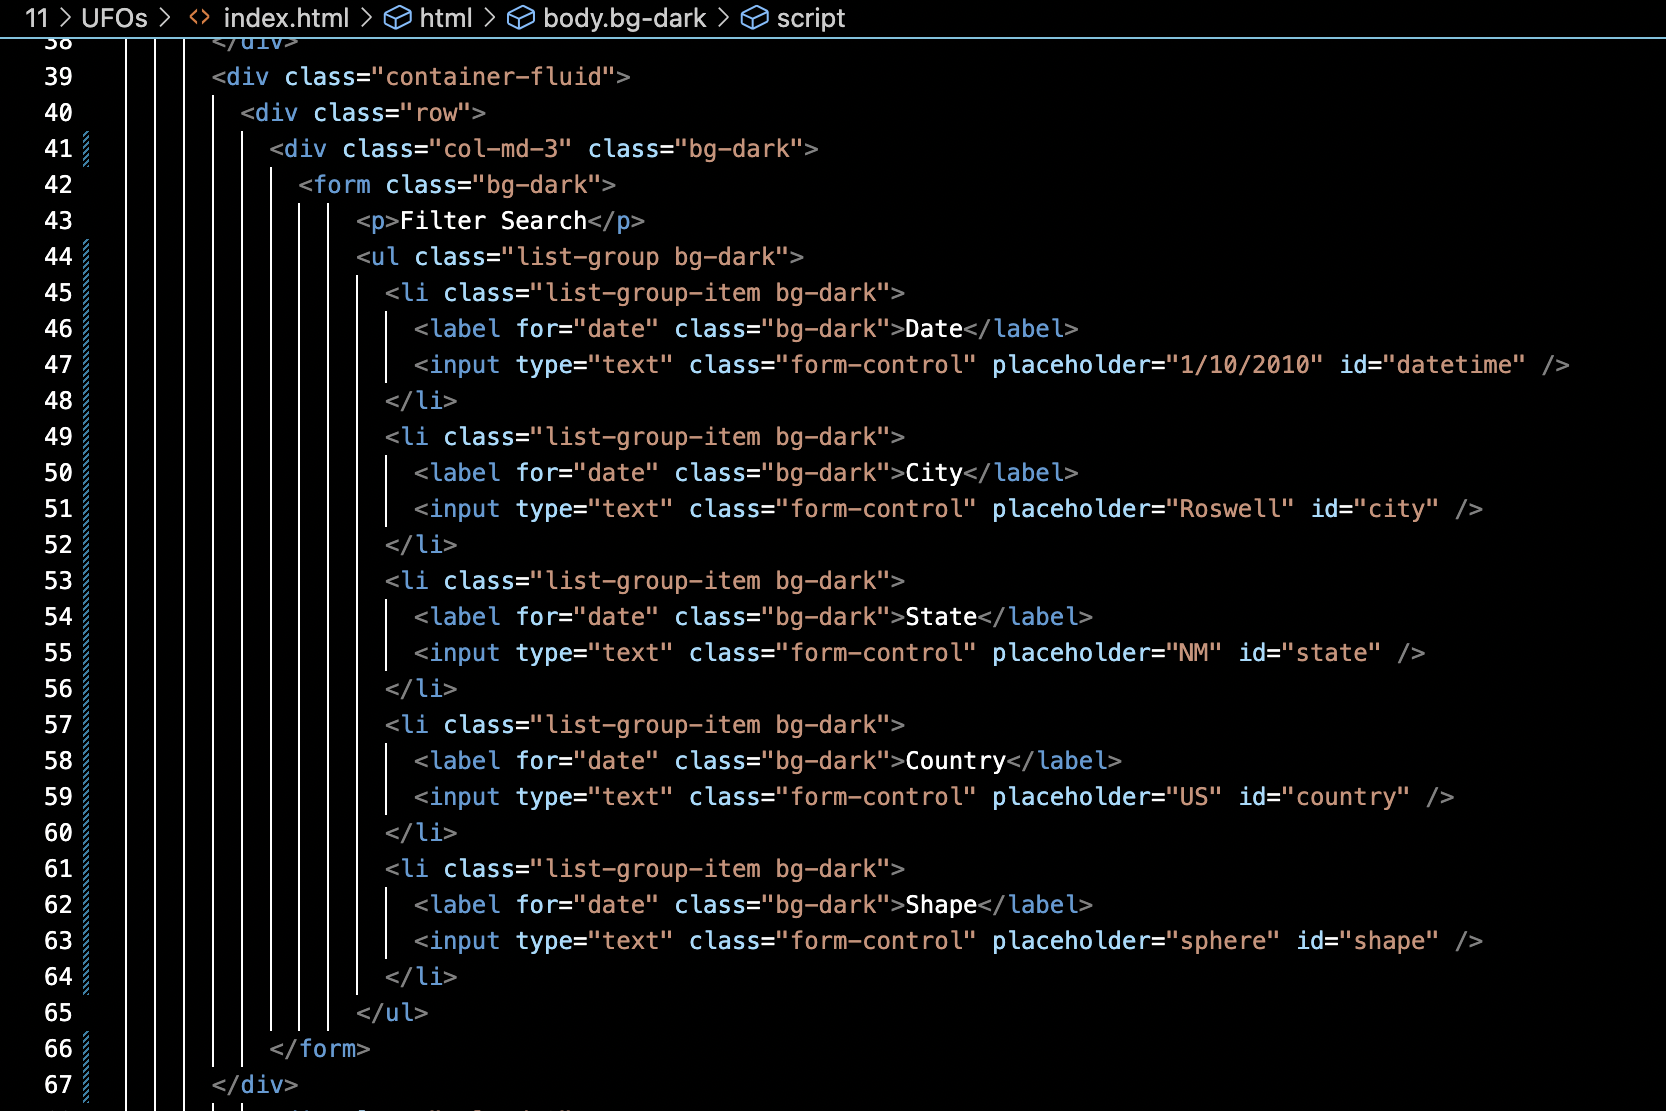 11 > UFOs > <> index.html > html > body.bg-dark > script
38 </div>
39 <div class="container-fluid">
40 <div class="row">
41 <div class="col-md-3" class="bg-dark">
42 <form class="bg-dark">
43 <p>Filter Search</p>
44 <ul class="list-group bg-dark">
45 <li class="list-group-item bg-dark">
46 <label for="date" class="bg-dark">Date</label>
47 <input type="text" class="form-control" placeholder="1/10/2010" id="datetime" />
48 </li>
49 <li class="list-group-item bg-dark">
50 <label for="date" class="bg-dark">City</label>
51 <input type="text" class="form-control" placeholder="Roswell" id="city" />
52 </li>
53 <li class="list-group-item bg-dark">
54 <label for="date" class="bg-dark">State</label>
55 <input type="text" class="form-control" placeholder="NM" id="state" />
56 </li>
57 <li class="list-group-item bg-dark">
58 <label for="date" class="bg-dark">Country</label>
59 <input type="text" class="form-control" placeholder="US" id="country" />
60 </li>
61 <li class="list-group-item bg-dark">
62 <label for="date" class="bg-dark">Shape</label>
63 <input type="text" class="form-control" placeholder="sphere" id="shape" />
64 </li>
65 </ul>
66 </form>
67 </div>